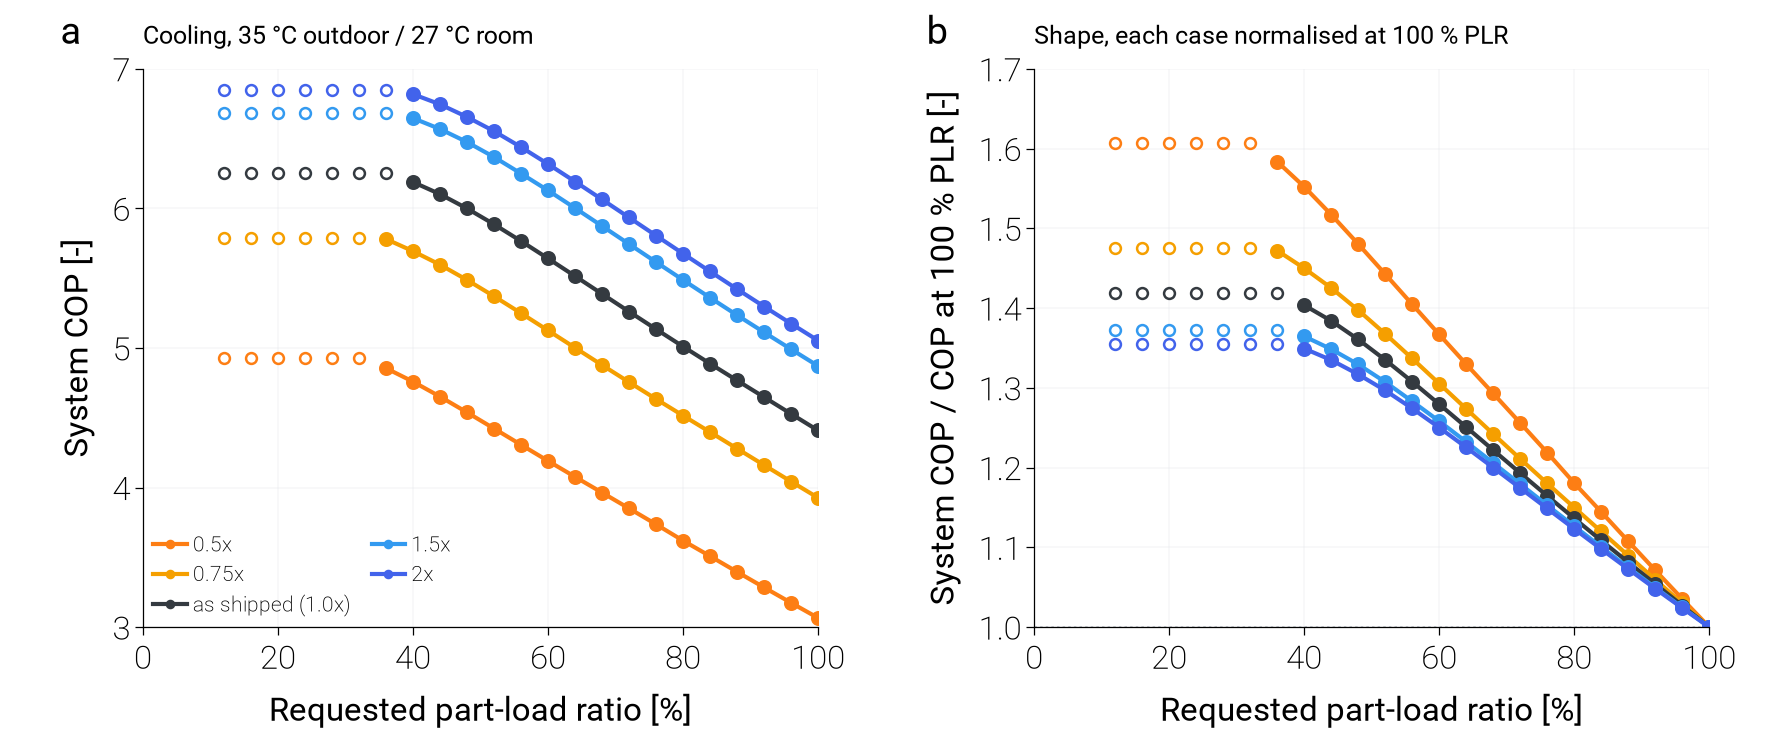 a
Cooling, 35 °C outdoor / 27 °C room
7
6
5
4
3
System COP [-]
0.5x
0.75x
as shipped (1.0x)
1.5x
2x
0 20 40 60 80 100
Requested part-load ratio [%]
b
Shape, each case normalised at 100 % PLR
1.7
1.6
1.5
1.4
1.3
1.2
1.1
1.0
System COP / COP at 100 % PLR [-]
0 20 40 60 80 100
Requested part-load ratio [%]